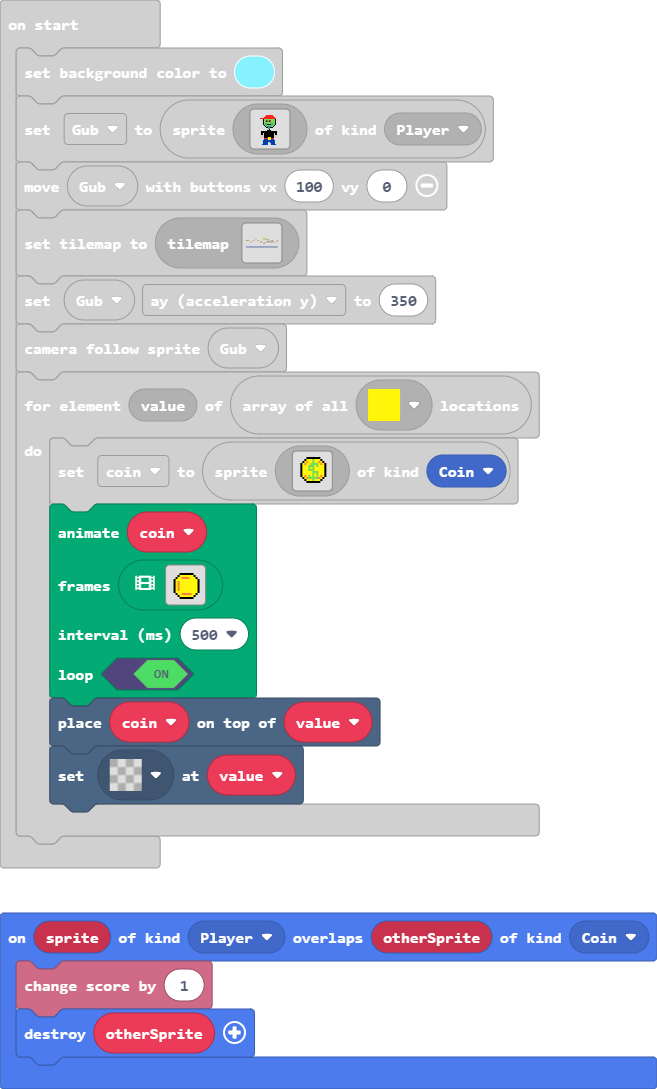 on start
set background color to
set Gub to sprite of kind Player
move Gub with buttons vx 100 vy 0
set tilemap to tilemap
set Gub ay (acceleration y) to 350
camera follow sprite Gub
for element value of array of all locations
do
set coin to sprite of kind Coin
animate coin
frames
interval (ms) 500
loop ON
place coin on top of value
set at value
on sprite of kind Player overlaps otherSprite of kind Coin
change score by 1
destroy otherSprite